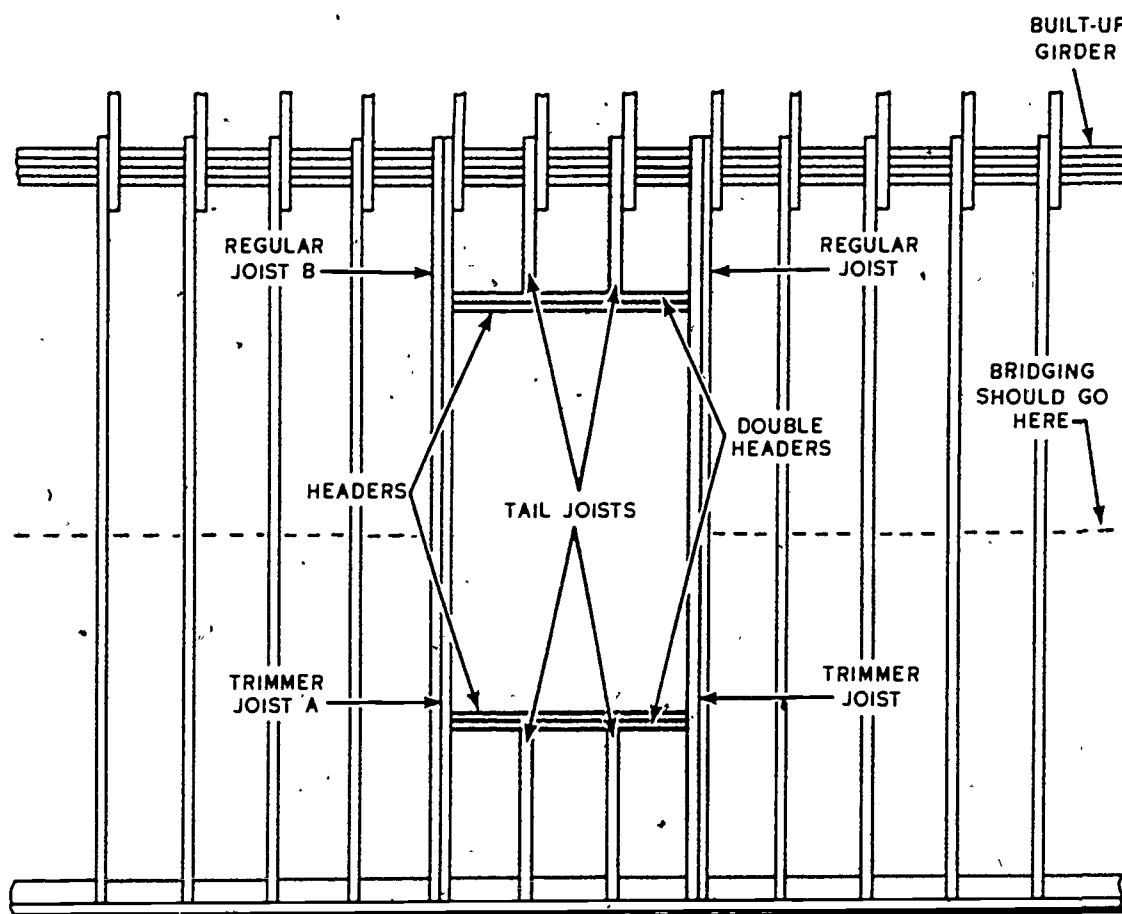 BUILT-UP
GIRDER
REGULAR
JOIST B
REGULAR
JOIST
BRIDGING
SHOULD GO
HERE
HEADERS
TAIL JOISTS
DOUBLE
HEADERS
TRIMMER
JOIST A
TRIMMER
JOIST